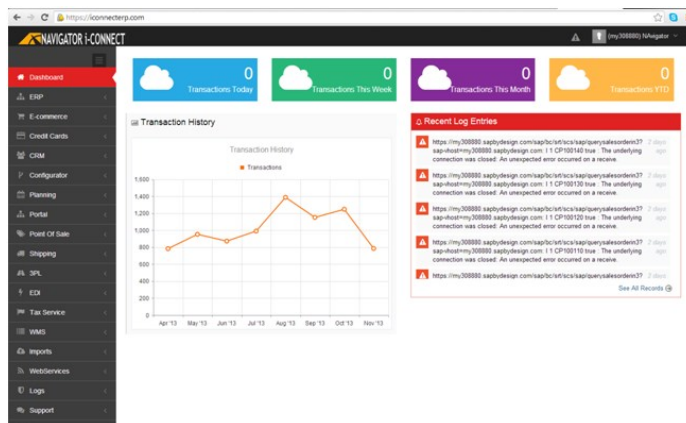 https://iconnecterp.com
NAVIGATOR i-CONNECT
(my308880) NAvigator
Dashboard
ERP
E-commerce
Credit Cards
CRM
Configurator
Planning
Portal
Point Of Sale
Shipping
3PL
EDI
Tax Service
WMS
Imports
WebServices
Logs
Support
0
Transactions Today
0
Transactions This Week
0
Transactions This Month
0
Transactions YTD
Transaction History
Transaction History
Transactions
1,600
1,400
1,200
1,000
800
600
400
200
0
Apr '13 May '13 Jun '13 Jul '13 Aug '13 Sep '13 Oct '13 Nov '13
Recent Log Entries
https://my308880.sapbydesign.com/sap/bc/srt/scs/sap/querysalesorderin3? 2 days
sap-vhost=my308880.sapbydesign.com: I 1 CP100140 true : The underlying ago
connection was closed: An unexpected error occurred on a receive.
https://my308880.sapbydesign.com/sap/bc/srt/scs/sap/querysalesorderin3? 2 days
sap-vhost=my308880.sapbydesign.com: I 1 CP100130 true : The underlying ago
connection was closed: An unexpected error occurred on a receive.
https://my308880.sapbydesign.com/sap/bc/srt/scs/sap/querysalesorderin3? 2 days
sap-vhost=my308880.sapbydesign.com: I 1 CP100120 true : The underlying ago
connection was closed: An unexpected error occurred on a receive.
https://my308880.sapbydesign.com/sap/bc/srt/scs/sap/querysalesorderin3? 2 days
sap-vhost=my308880.sapbydesign.com: I 1 CP100110 true : The underlying ago
connection was closed: An unexpected error occurred on a receive.
https://my308880.sapbydesign.com/sap/bc/srt/scs/sap/querysalesorderin3? 2 days
See All Records